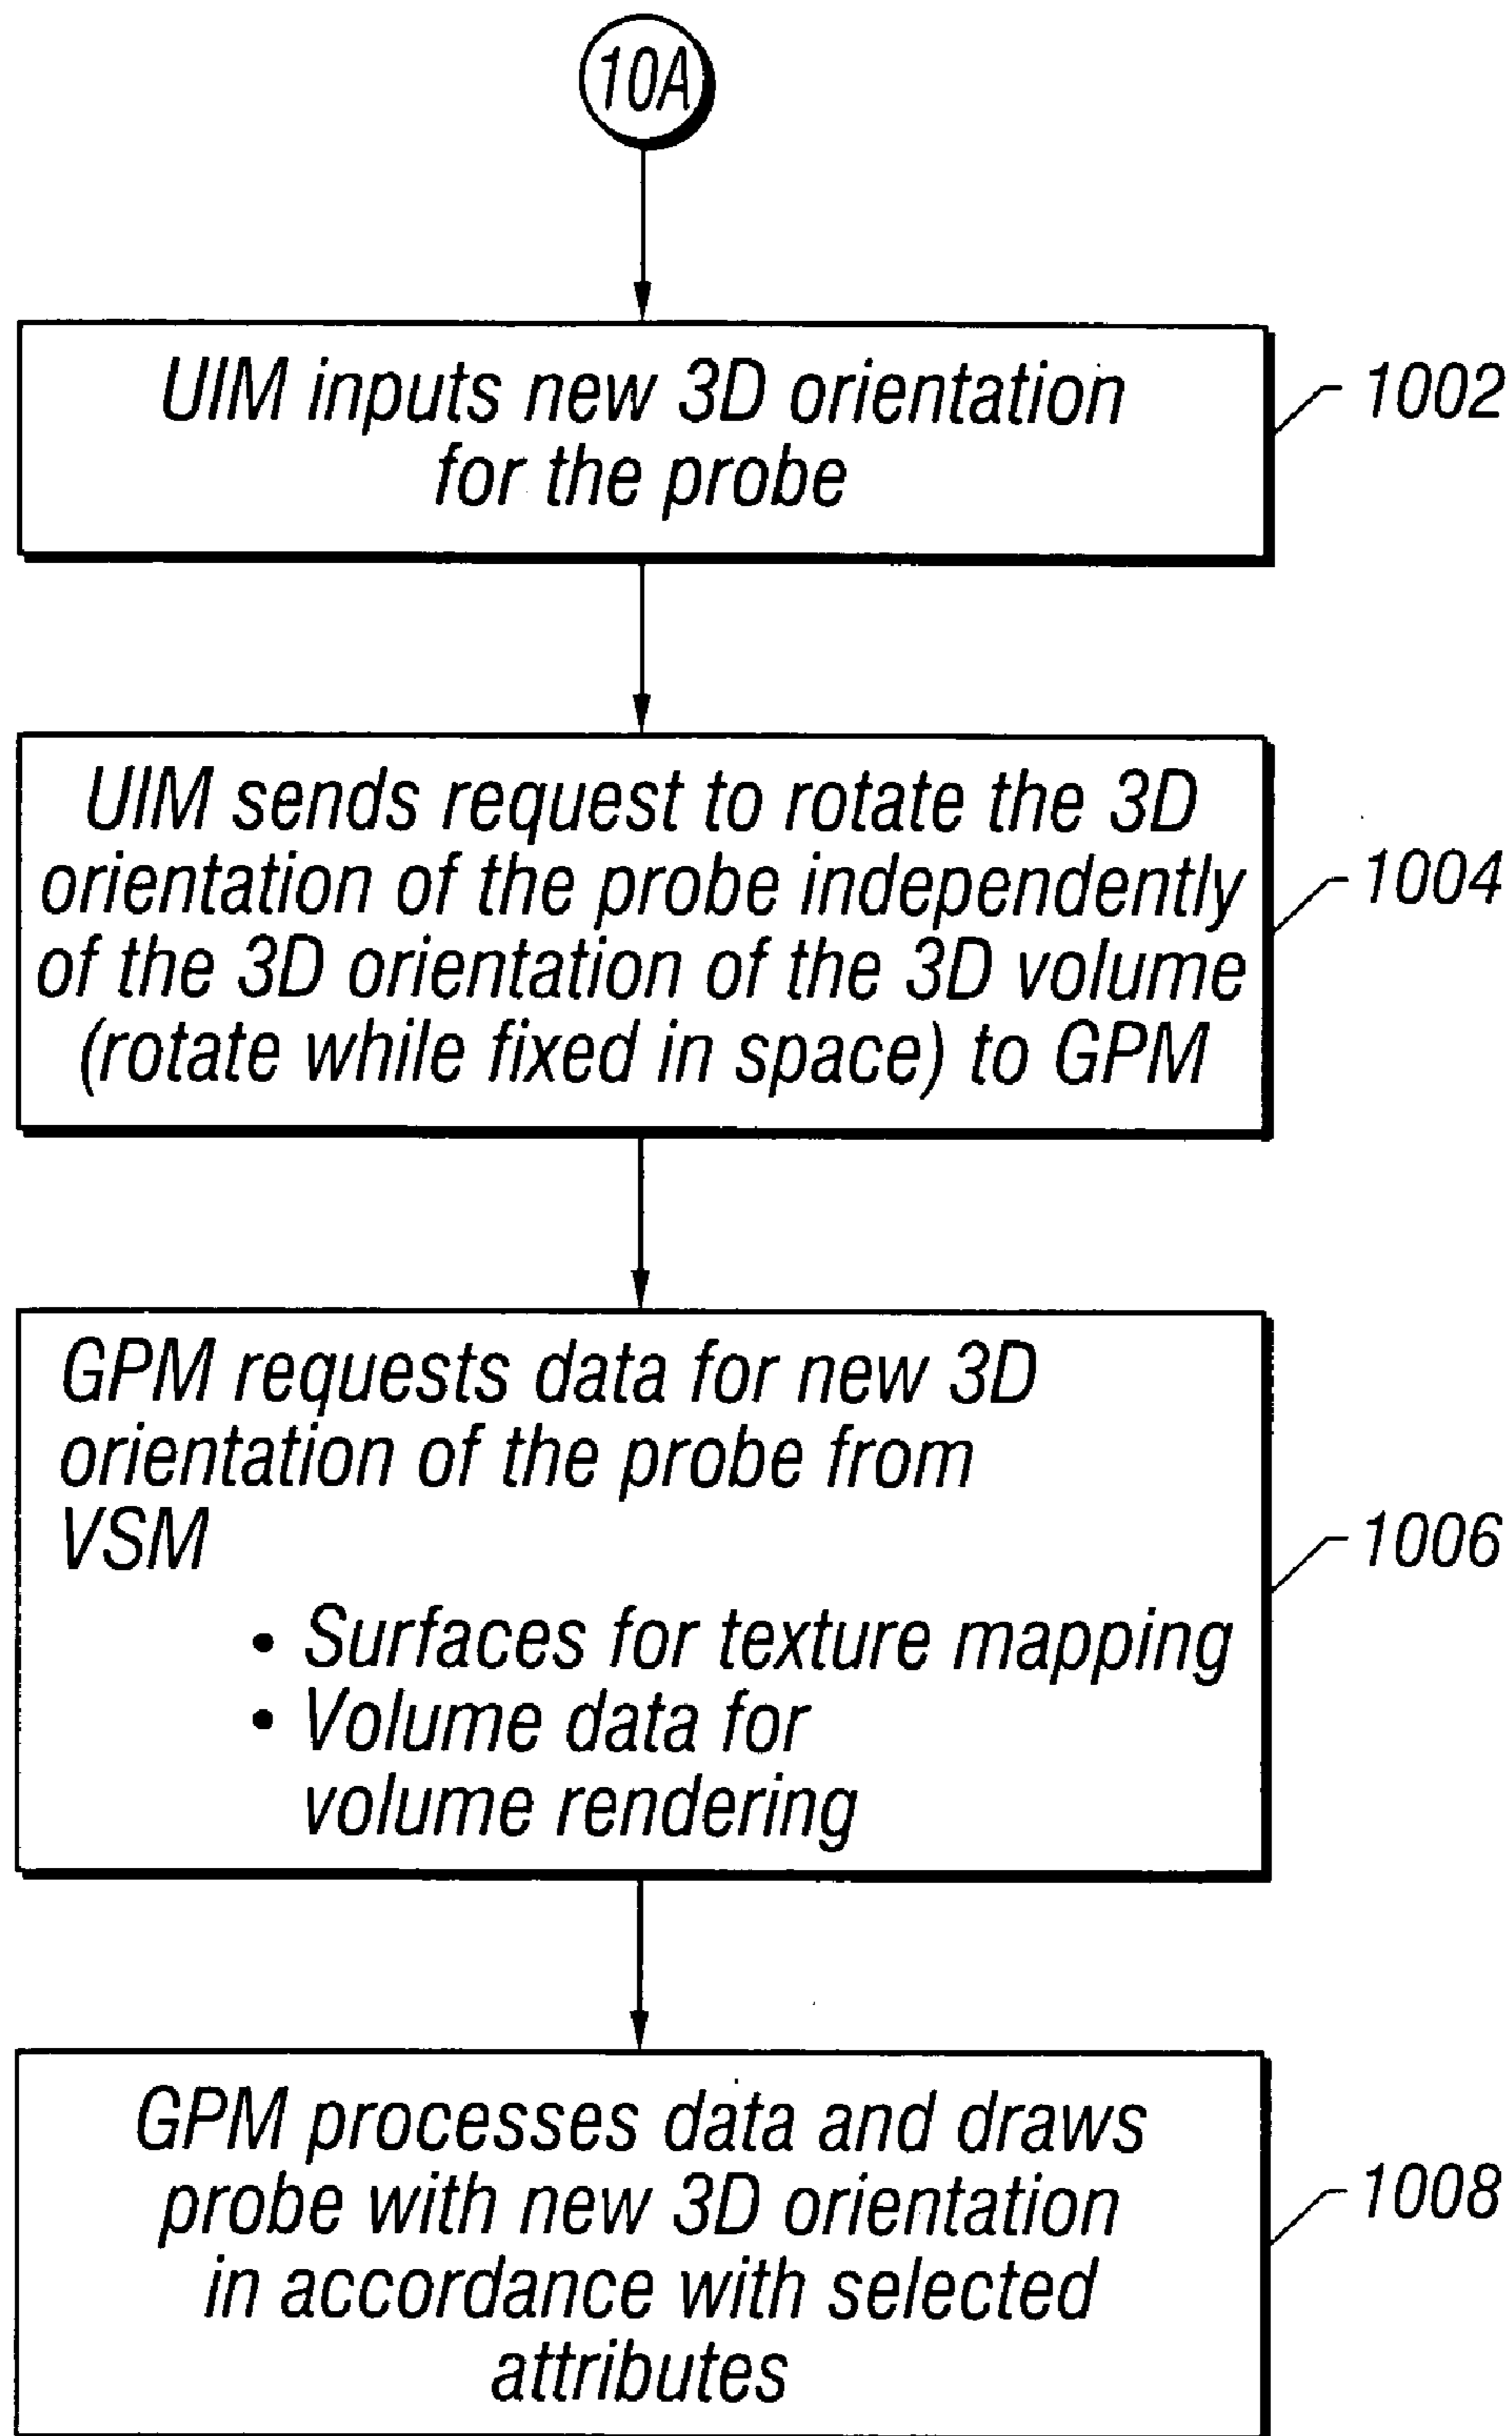 10A
UIM inputs new 3D orientation
for the probe
1002
UIM sends request to rotate the 3D
orientation of the probe independently
of the 3D orientation of the 3D volume
(rotate while fixed in space) to GPM
1004
GPM requests data for new 3D
orientation of the probe from
VSM
• Surfaces for texture mapping
• Volume data for
volume rendering
1006
GPM processes data and draws
probe with new 3D orientation
in accordance with selected
attributes
1008